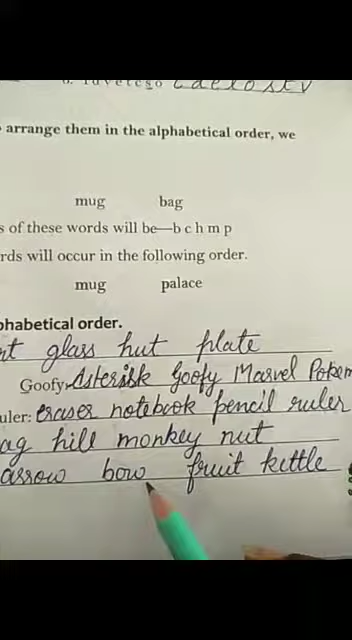 arrange them in the alphabetical order, we
mug bag
s of these words will be—b c h m p
rds will occur in the following order.
mug palace
phabetical order.
nt glass hut plate
Goofy: Asterisk Goofy Marvel Pokem
uler: eraser notebook pencil ruler
ag hill monkey nut
arrow bow fruit kettle